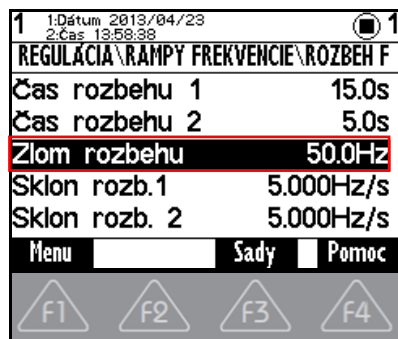 1 1:Dátum 2013/04/23 1
2:Čas 13:58:38
REGULÁCIA\RAMPY FREKVENCIE\ROZBEH F
Čas rozbehu 1 15.0s
Čas rozbehu 2 5.0s
Zlom rozbehu 50.0Hz
Sklon rozb.1 5.000Hz/s
Sklon rozb. 2 5.000Hz/s
Menu Sady Pomoc
F1 F2 F3 F4